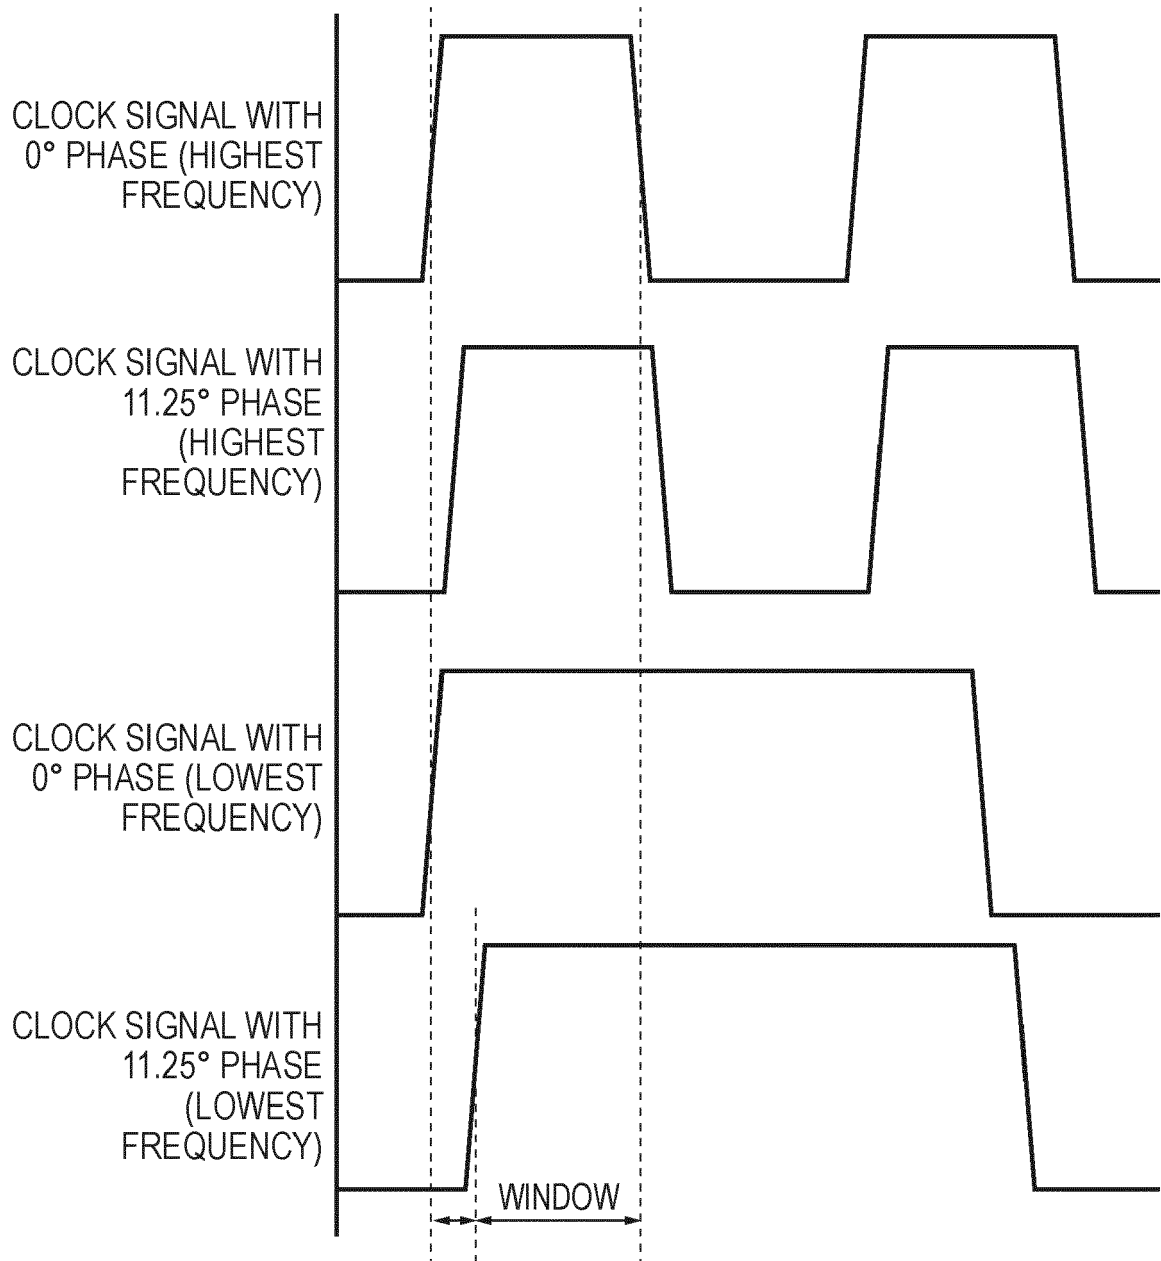 CLOCK SIGNAL WITH
0° PHASE (HIGHEST
FREQUENCY)
CLOCK SIGNAL WITH
11.25° PHASE
(HIGHEST
FREQUENCY)
CLOCK SIGNAL WITH
0° PHASE (LOWEST
FREQUENCY)
CLOCK SIGNAL WITH
11.25° PHASE
(LOWEST
FREQUENCY)
WINDOW